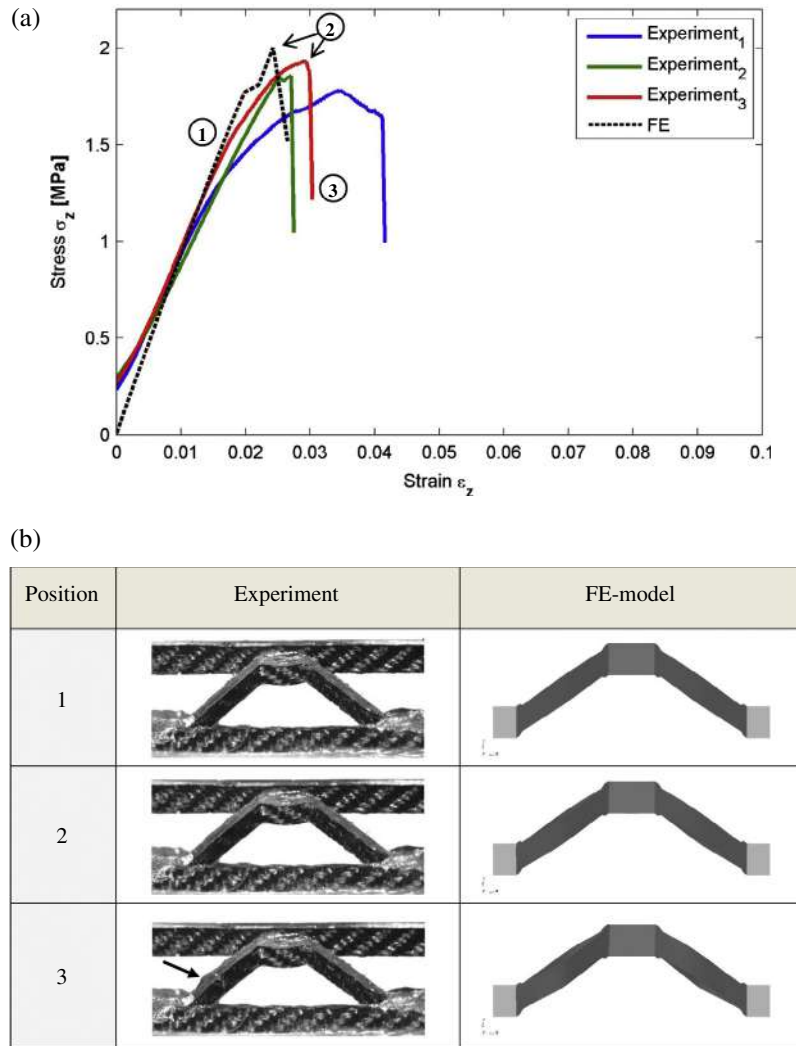 (a)
2
Experiment1
Experiment2
Experiment3
FE
1
3
Stress σz [MPa]
2
1.5
1
0.5
0
0 0.01 0.02 0.03 0.04 0.05 0.06 0.07 0.08 0.09 0.1
Strain εz
(b)
Position Experiment FE-model
1
2
3